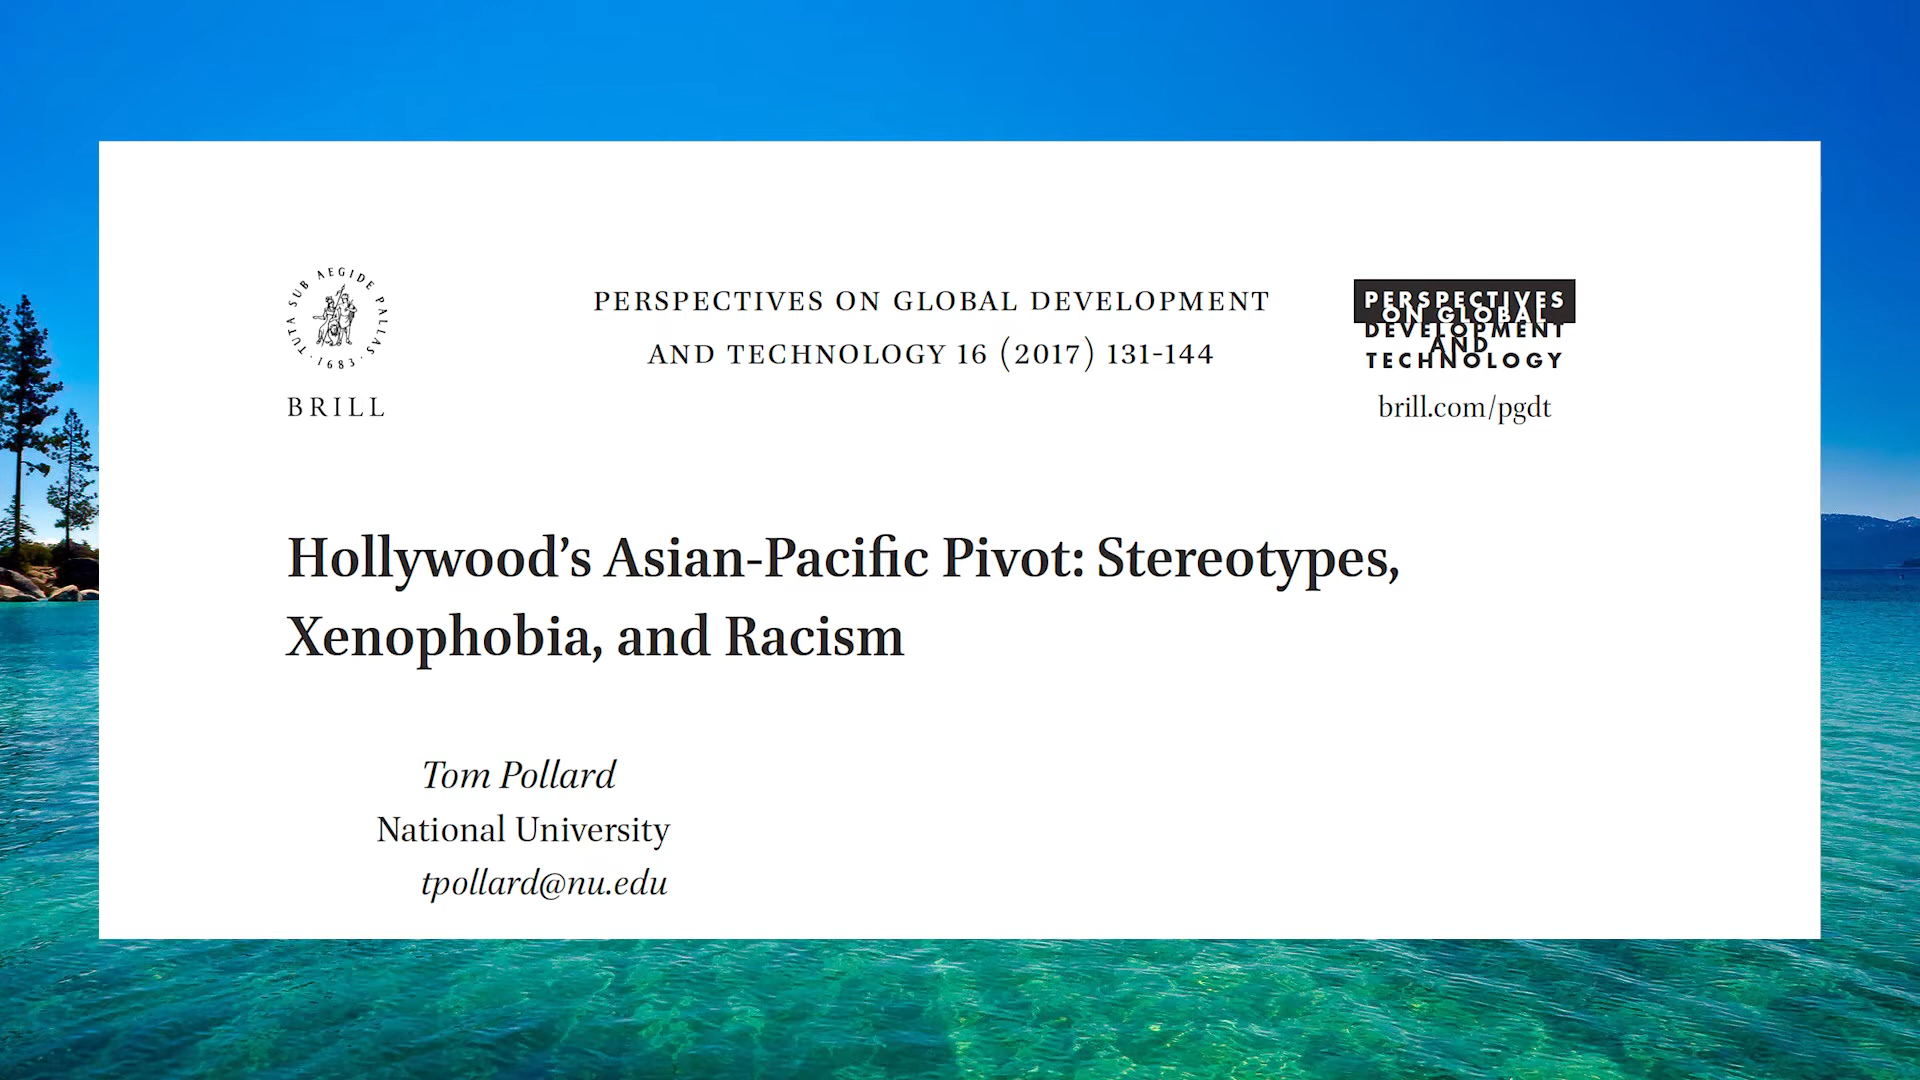 TUTA SUB AEGIDE PALLAS · 1683 ·
BRILL
PERSPECTIVES ON GLOBAL DEVELOPMENT
AND TECHNOLOGY 16 (2017) 131-144
PERSPECTIVES
ON GLOBAL
DEVELOPMENT
AND
TECHNOLOGY
brill.com/pgdt
Hollywood’s Asian-Pacific Pivot: Stereotypes,
Xenophobia, and Racism
Tom Pollard
National University
tpollard@nu.edu